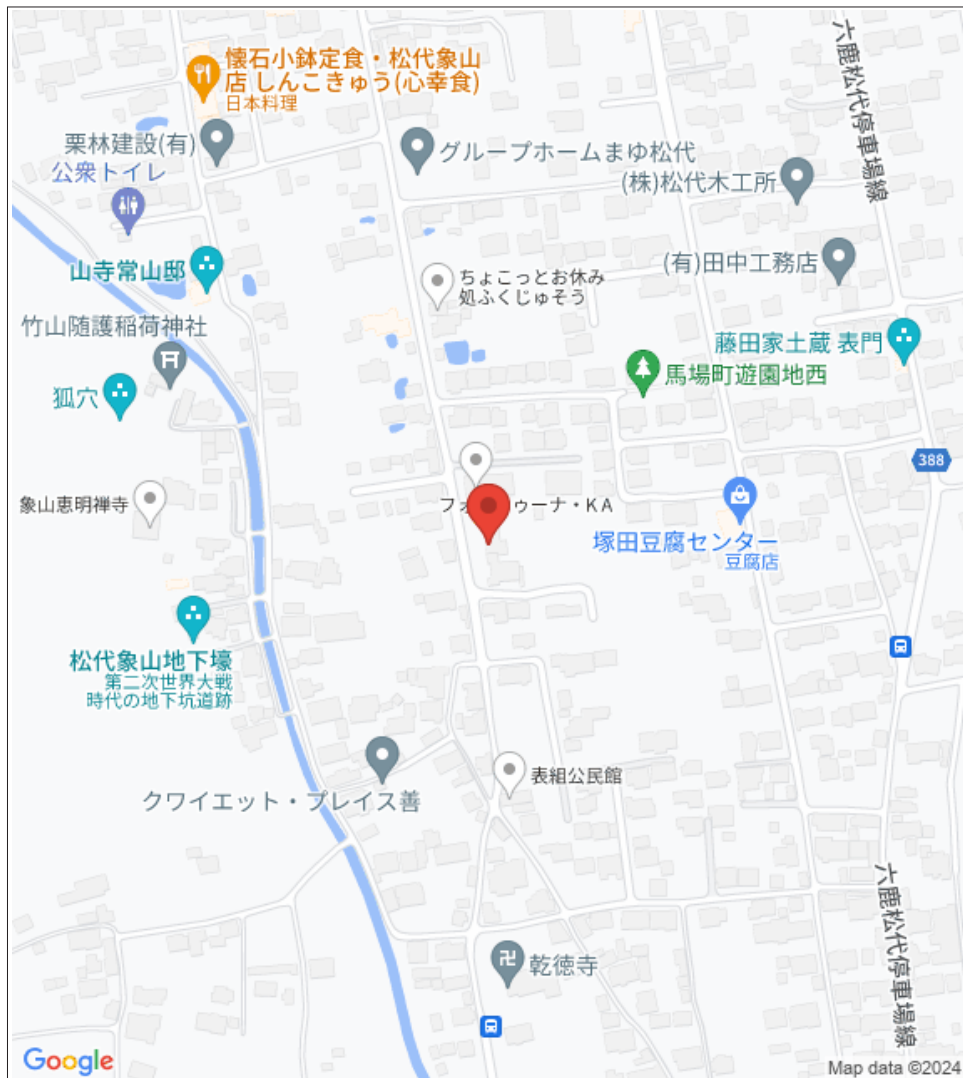 六鹿松代停車場線
懐石小鉢定食・松代象山
店 しんこきゅう(心幸食)
日本料理
栗林建設(有)
グループホームまゆ松代
公衆トイレ
(株)松代木工所
山寺常山邸
(有)田中工務店
ちょこっとお休み
処ふくじゅそう
竹山随護稲荷神社
藤田家土蔵 表門
馬場町遊園地西
狐穴
388
象山恵明禅寺
ゥーナ・KA
塚田豆腐センター
豆腐店
松代象山地下壕
第二次世界大戦
時代の地下坑道跡
表組公民館
クワイエット・プレイス善
六鹿松代停車場線
卍
乾徳寺
Google
Map data ©2024